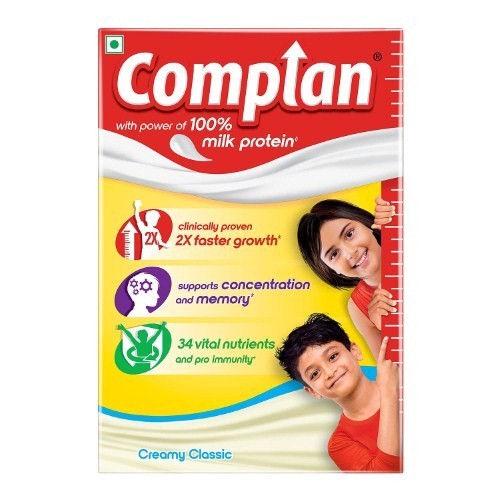 Complan®
with power of 100%
milk protein◊
2X
clinically proven
2X faster growth*
supports concentration
and memory‡
34 vital nutrients
and pro immunity^
Creamy Classic